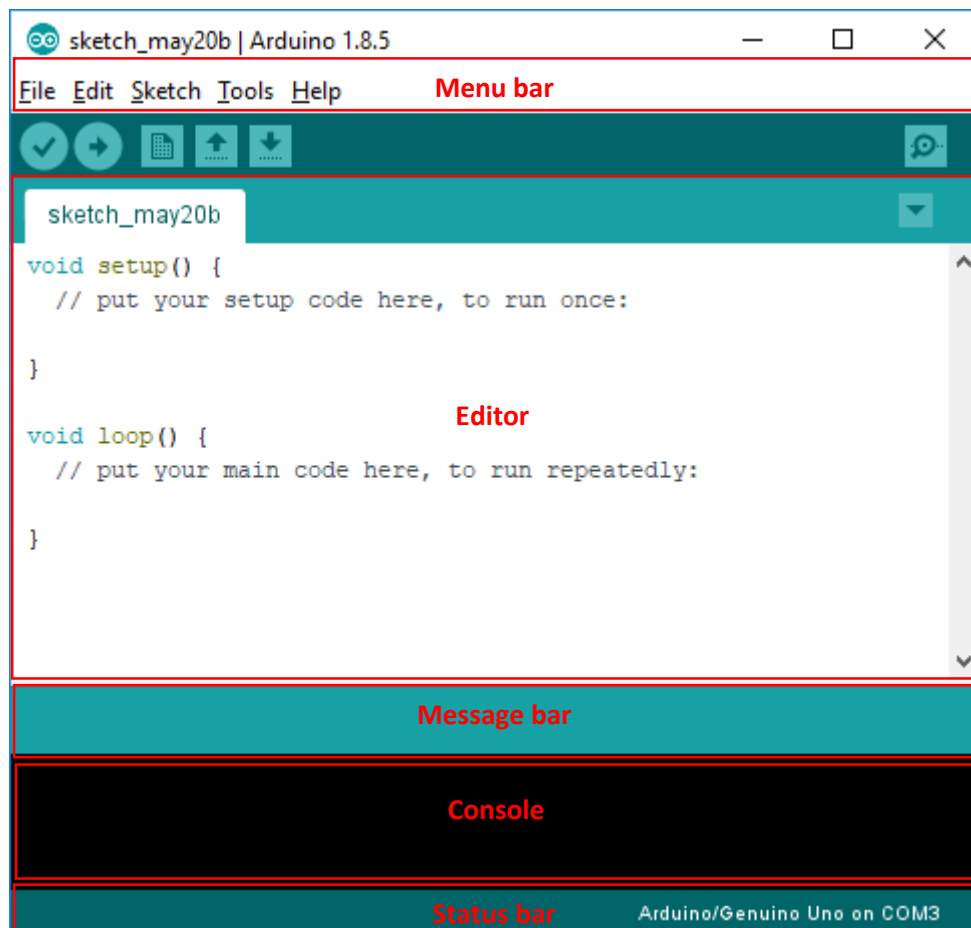 sketch_may20b | Arduino 1.8.5
File Edit Sketch Tools Help Menu bar
sketch_may20b
void setup() {
  // put your setup code here, to run once:
}
void loop() {
Editor
  // put your main code here, to run repeatedly:
}
Message bar
Console
Status bar Arduino/Genuino Uno on COM3